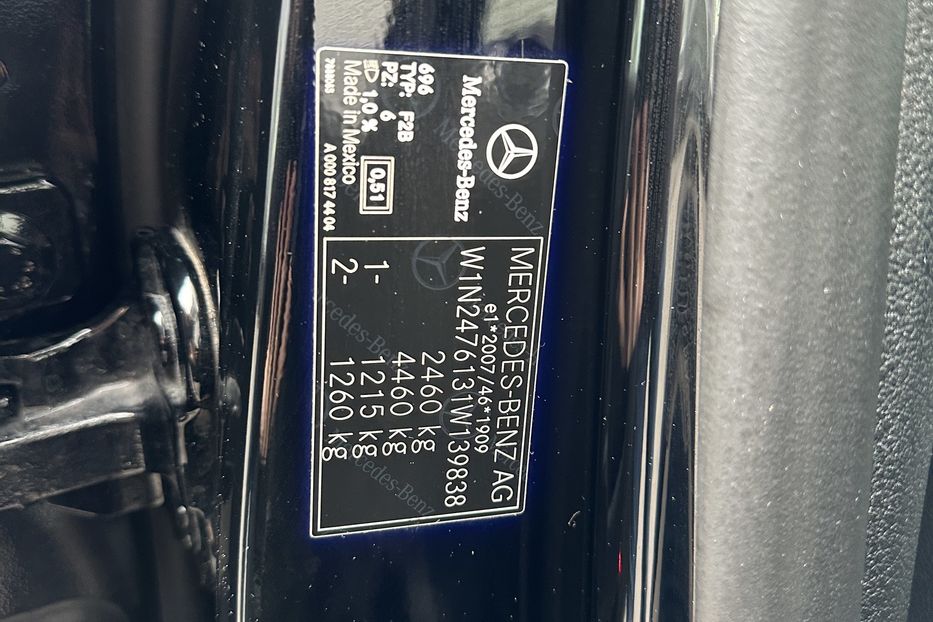 Mercedes-Benz
696
TYP: F2B
PZ: 6
1,0 %
0,51
Made in Mexico
7989083
A 000 817 44 04
MERCEDES-BENZ AG
e1*2007/46*1909
W1N2476131W139838
2460 kg
4460 kg
1- 1215 kg
2- 1260 kg